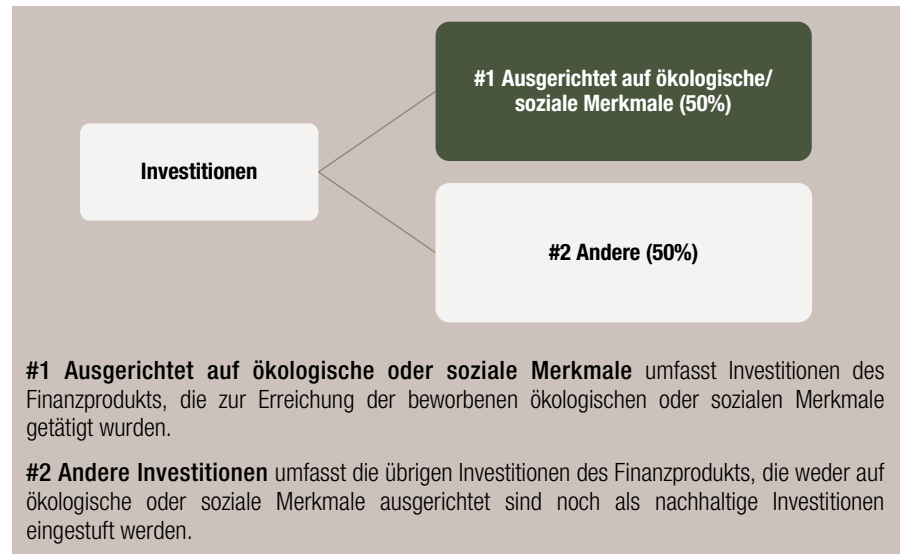 #1 Ausgerichtet auf ökologische/
soziale Merkmale (50%)
Investitionen
#2 Andere (50%)
#1 Ausgerichtet auf ökologische oder soziale Merkmale umfasst Investitionen des
Finanzprodukts, die zur Erreichung der beworbenen ökologischen oder sozialen Merkmale
getätigt wurden.
#2 Andere Investitionen umfasst die übrigen Investitionen des Finanzprodukts, die weder auf
ökologische oder soziale Merkmale ausgerichtet sind noch als nachhaltige Investitionen
eingestuft werden.